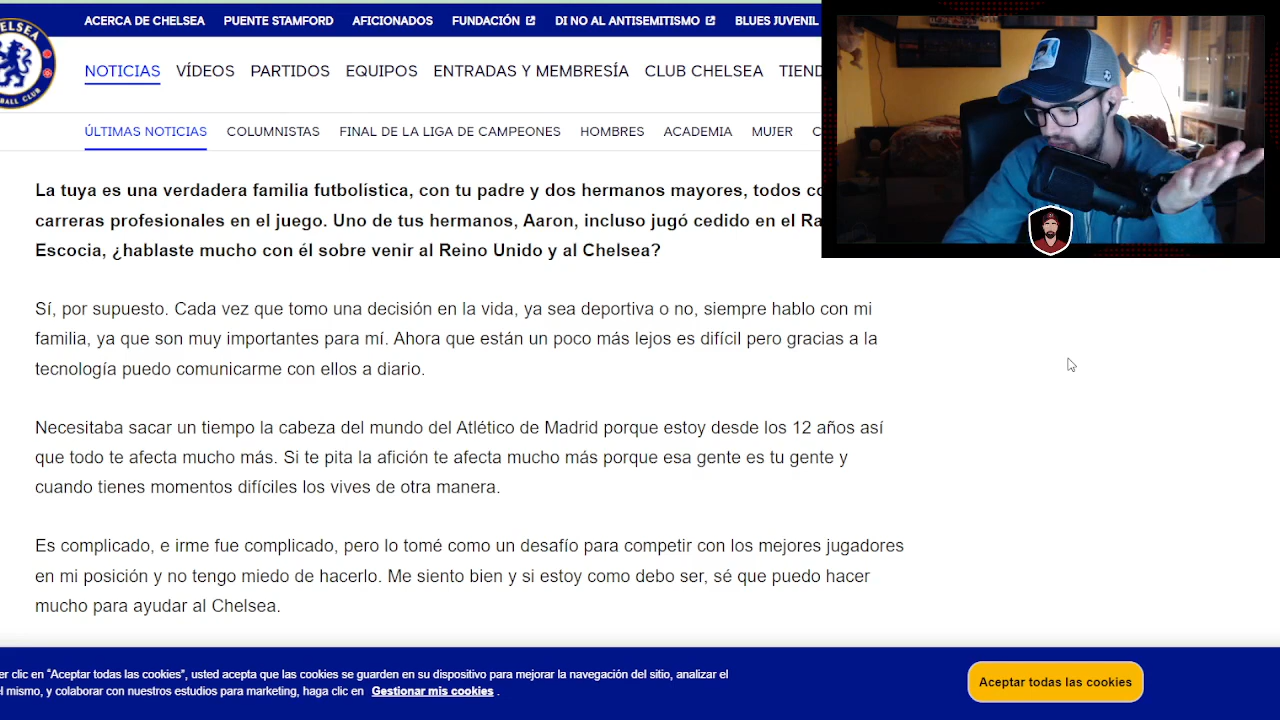 ACERCA DE CHELSEA PUENTE STAMFORD AFICIONADOS FUNDACIÓN DI NO AL ANTISEMITISMO BLUES JUVENIL
NOTICIAS VÍDEOS PARTIDOS EQUIPOS ENTRADAS Y MEMBRESÍA CLUB CHELSEA TIEND
ÚLTIMAS NOTICIAS COLUMNISTAS FINAL DE LA LIGA DE CAMPEONES HOMBRES ACADEMIA MUJER C
La tuya es una verdadera familia futbolística, con tu padre y dos hermanos mayores, todos co
carreras profesionales en el juego. Uno de tus hermanos, Aaron, incluso jugó cedido en el Ra
Escocia, ¿hablaste mucho con él sobre venir al Reino Unido y al Chelsea?
Sí, por supuesto. Cada vez que tomo una decisión en la vida, ya sea deportiva o no, siempre hablo con mi
familia, ya que son muy importantes para mí. Ahora que están un poco más lejos es difícil pero gracias a la
tecnología puedo comunicarme con ellos a diario.
Necesitaba sacar un tiempo la cabeza del mundo del Atlético de Madrid porque estoy desde los 12 años así
que todo te afecta mucho más. Si te pita la afición te afecta mucho más porque esa gente es tu gente y
cuando tienes momentos difíciles los vives de otra manera.
Es complicado, e irme fue complicado, pero lo tomé como un desafío para competir con los mejores jugadores
en mi posición y no tengo miedo de hacerlo. Me siento bien y si estoy como debo ser, sé que puedo hacer
mucho para ayudar al Chelsea.
er clic en “Aceptar todas las cookies”, usted acepta que las cookies se guarden en su dispositivo para mejorar la navegación del sitio, analizar el
l mismo, y colaborar con nuestros estudios para marketing, haga clic en Gestionar mis cookies .
Aceptar todas las cookies